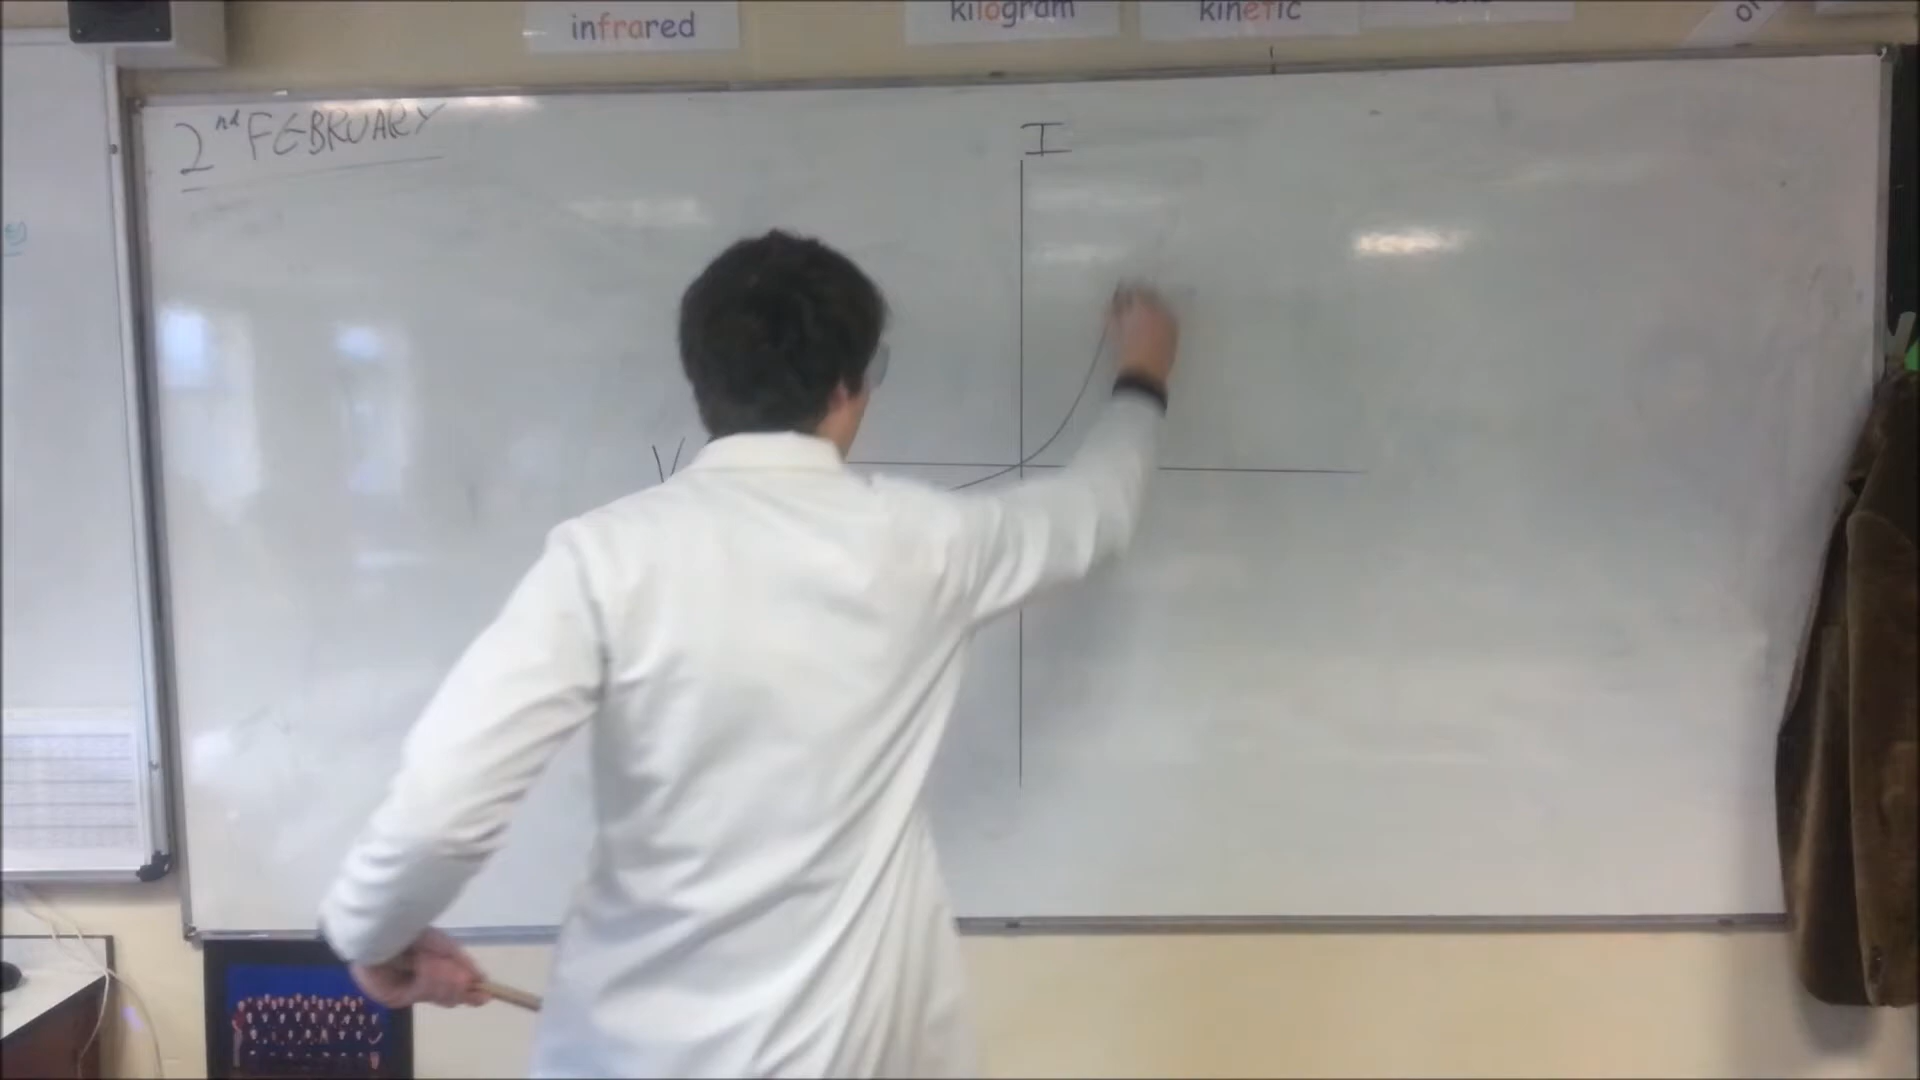 infrared
kilogram
kinetic
2nd FEBRUARY
I
V